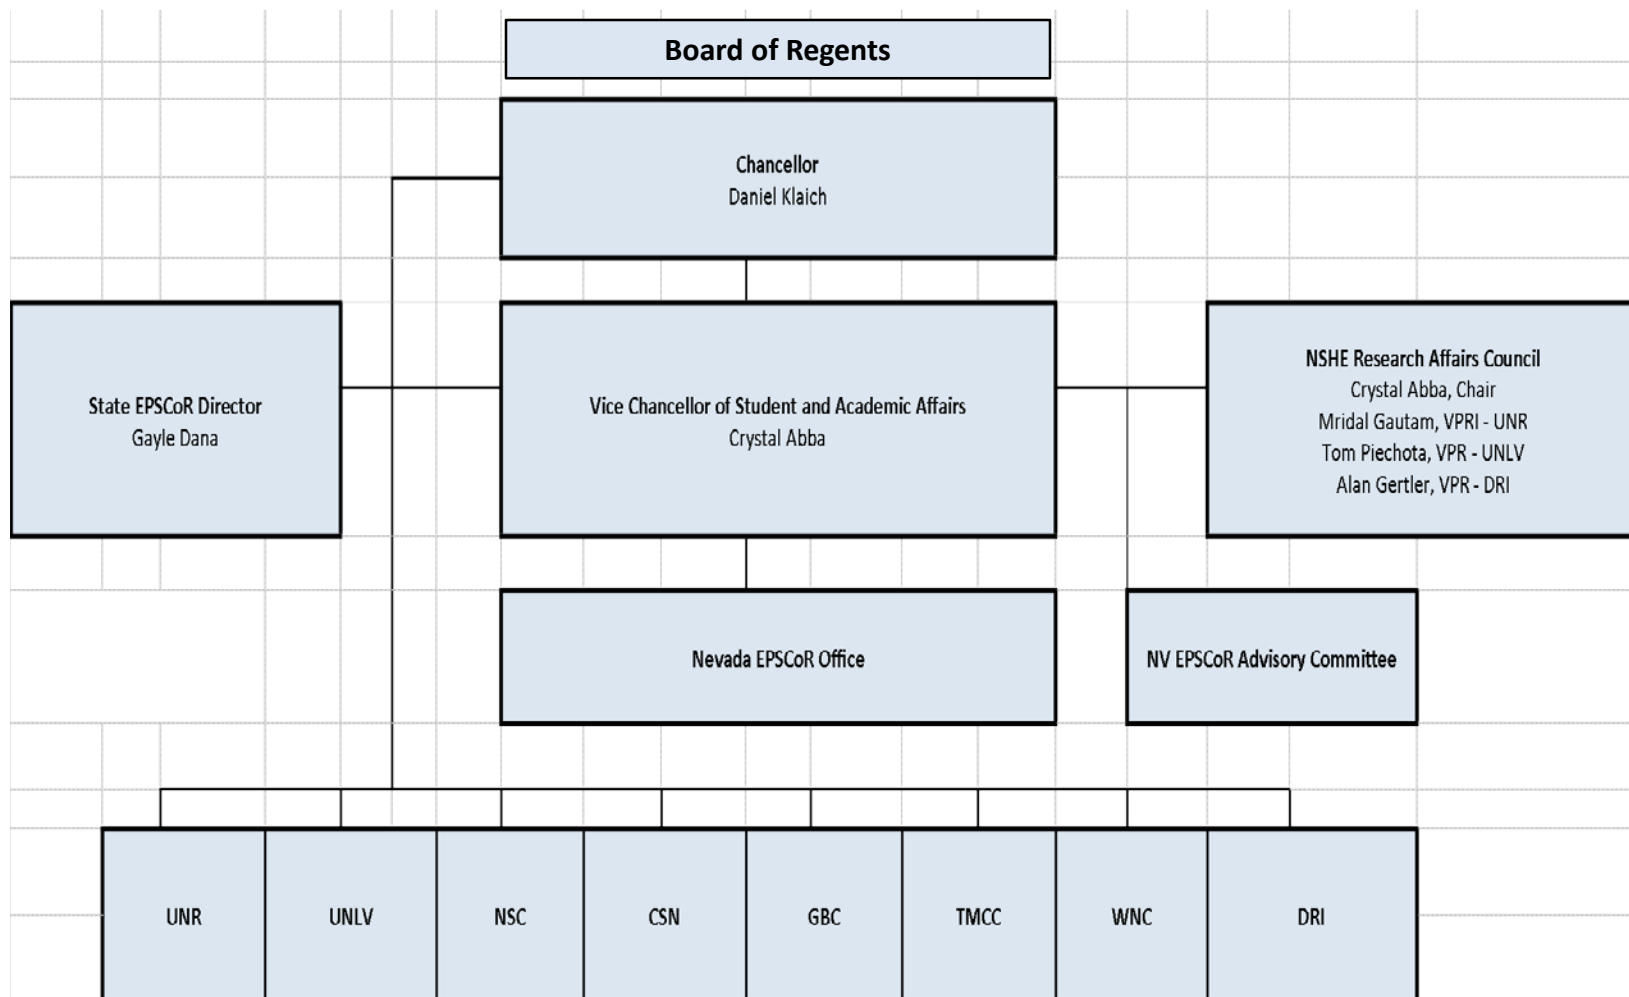 Board of Regents
Chancellor
Daniel Klaich
State EPSCoR Director
Gayle Dana
Vice Chancellor of Student and Academic Affairs
Crystal Abba
NSHE Research Affairs Council
Crystal Abba, Chair
Mridal Gautam, VPRI - UNR
Tom Piechota, VPR - UNLV
Alan Gertler, VPR - DRI
Nevada EPSCoR Office
NV EPSCoR Advisory Committee
UNR
UNLV
NSC
CSN
GBC
TMCC
WNC
DRI